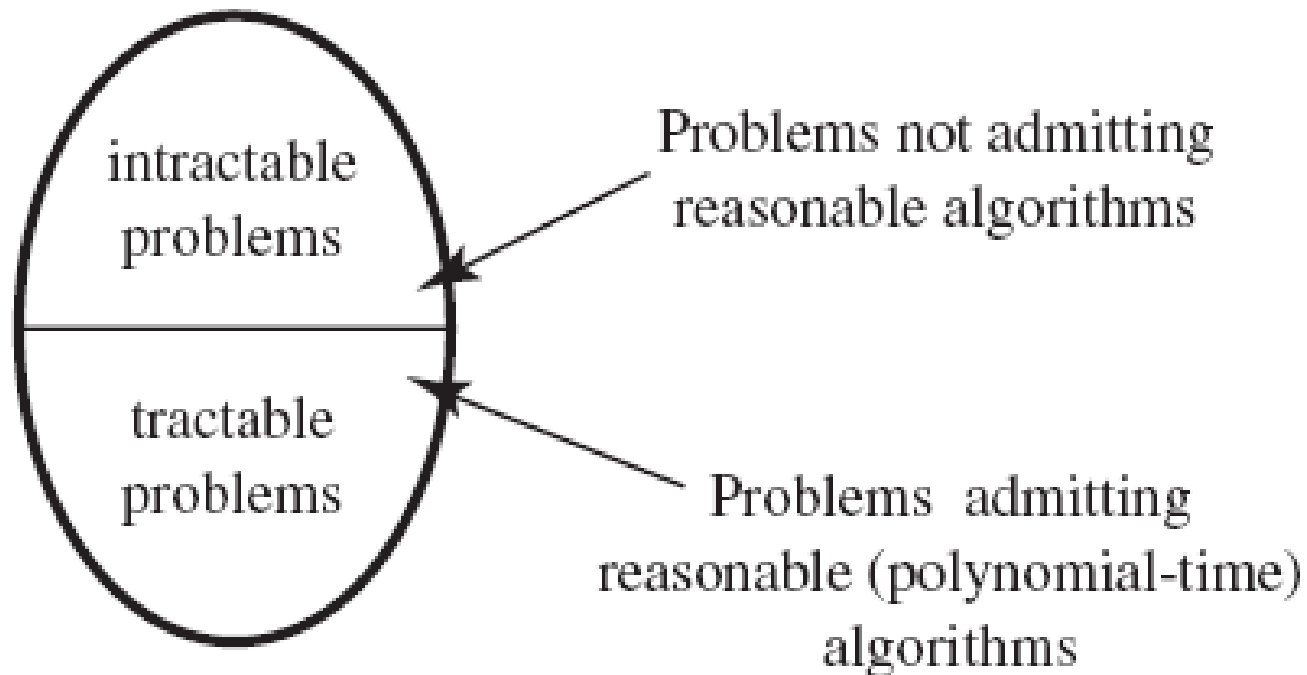 intractable
problems
Problems not admitting
reasonable algorithms
tractable
problems
Problems admitting
reasonable (polynomial-time)
algorithms